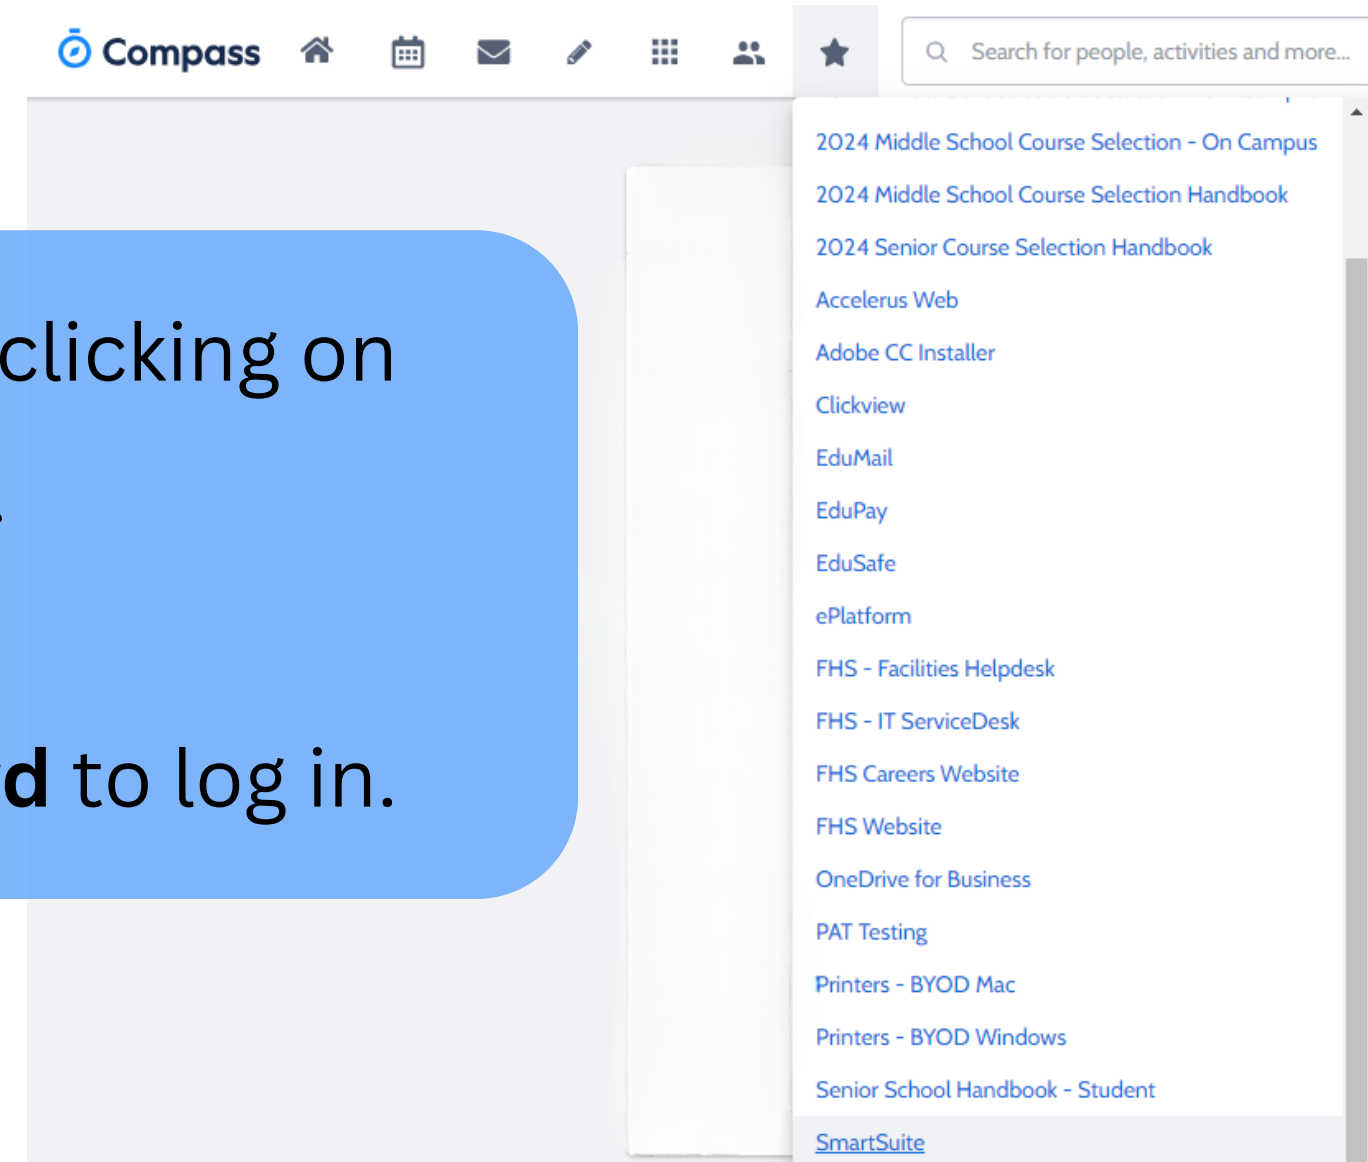 Compass
Search for people, activities and more...
clicking on
.
d to log in.
2024 Middle School Course Selection - On Campus
2024 Middle School Course Selection Handbook
2024 Senior Course Selection Handbook
Accelerus Web
Adobe CC Installer
Clickview
EduMail
EduPay
EduSafe
ePlatform
FHS - Facilities Helpdesk
FHS - IT ServiceDesk
FHS Careers Website
FHS Website
OneDrive for Business
PAT Testing
Printers - BYOD Mac
Printers - BYOD Windows
Senior School Handbook - Student
SmartSuite